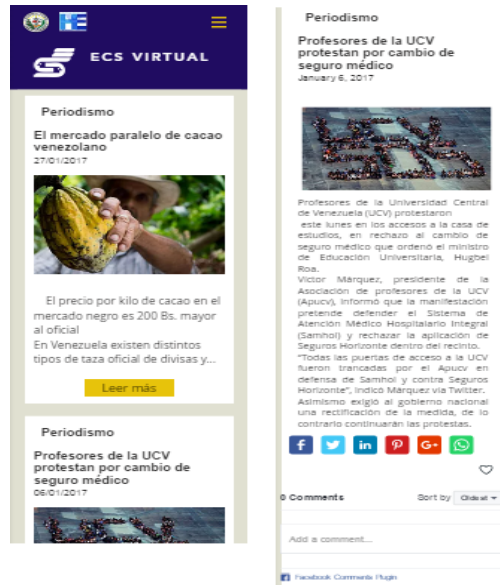 ECS VIRTUAL
Periodismo
El mercado paralelo de cacao
venezolano
27/01/2017
El precio por kilo de cacao en el
mercado negro es 200 Bs. mayor
al oficial
En Venezuela existen distintos
tipos de taza oficial de divisas y...
Leer más
Periodismo
Profesores de la UCV
protestan por cambio de
seguro médico
06/01/2017
Periodismo
Profesores de la UCV
protestan por cambio de
seguro médico
January 6, 2017
Profesores de la Universidad Central
de Venezuela (UCV) protestaron
este lunes en los accesos a la casa de
estudios, en rechazo al cambio de
seguro médico que ordenó el ministro
de Educación Universitaria, Hugbel
Roa.
Víctor Márquez, presidente de la
Asociación de profesores de la UCV
(Apucv), informó que la manifestación
pretende defender el Sistema de
Atención Médico Hospitalario Integral
(Samhoi) y rechazar la aplicación de
Seguros Horizonte dentro del recinto.
"Todas las puertas de acceso a la UCV
fueron trancadas por el Apucv en
defensa de Samhoi y contra Seguros
Horizonte", indicó Márquez vía Twitter.
Asimismo exigió al gobierno nacional
una rectificación de la medida, de lo
contrario continuarán las protestas.
0 Comments Sort by Oldest
Add a comment...
Facebook Comments Plugin